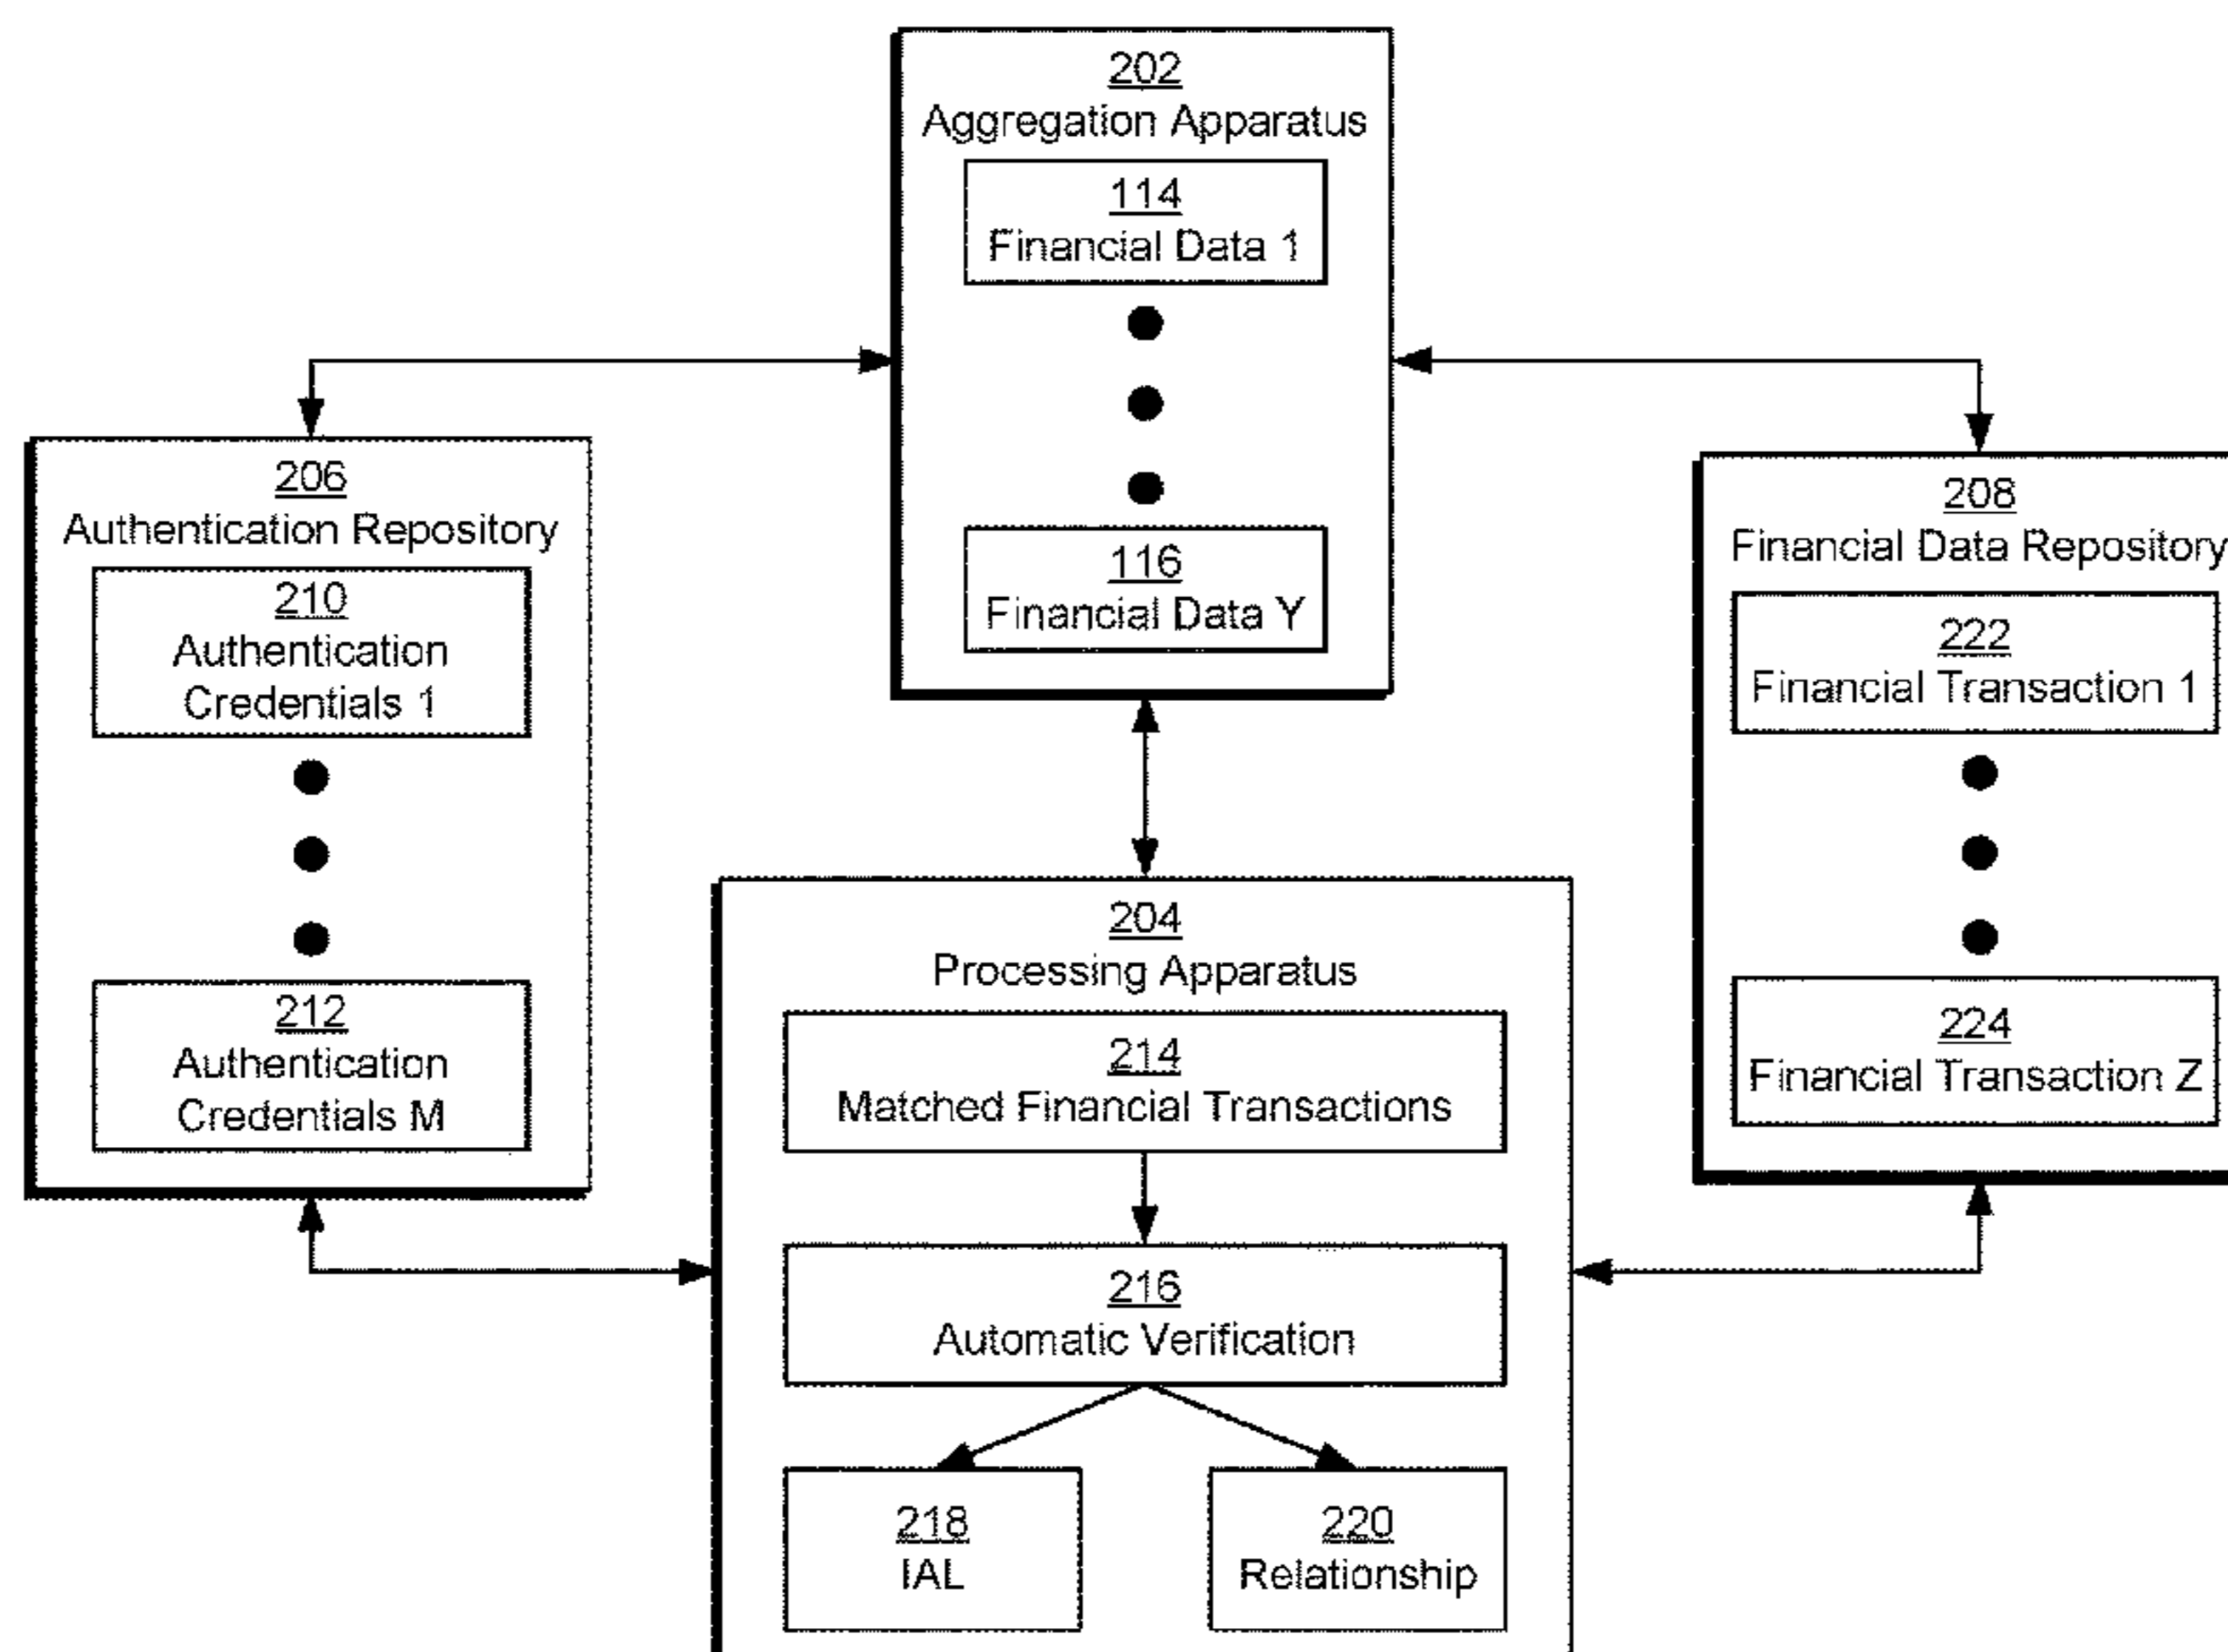 202
Aggregation Apparatus
114
Financial Data 1
116
Financial Data Y
206
Authentication Repository
210
Authentication
Credentials 1
212
Authentication
Credentials M
208
Financial Data Repository
222
Financial Transaction 1
224
Financial Transaction Z
204
Processing Apparatus
214
Matched Financial Transactions
216
Automatic Verification
218
IAL
220
Relationship